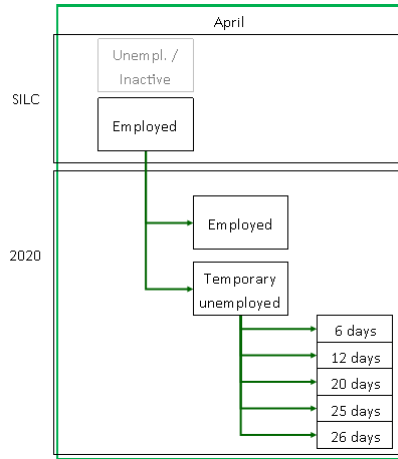 April
SILC
Unempl. /
Inactive
Employed
2020
Employed
Temporary
unemployed
6 days
12 days
20 days
25 days
26 days